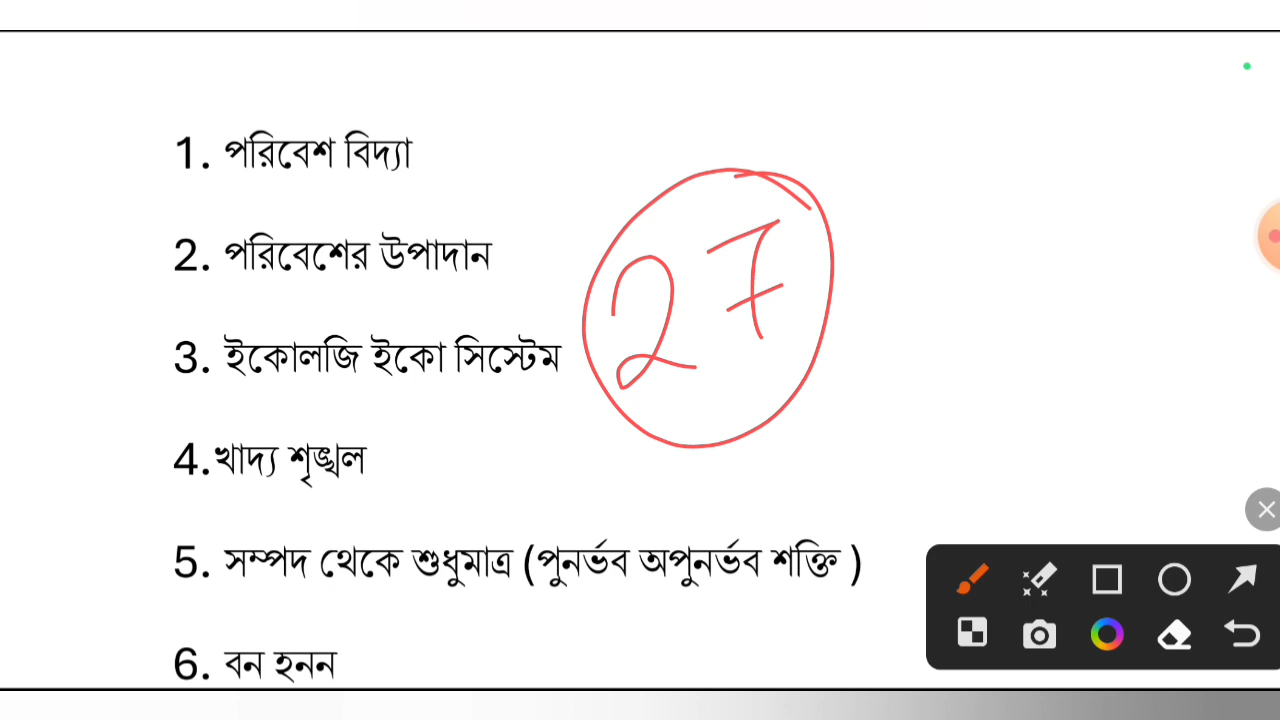 1. পরিবেশ বিদ্যা
2. পরিবেশের উপাদান
27
3. ইকোলজি ইকো সিস্টেম
4.খাদ্য শৃঙ্খল
5. সম্পদ থেকে শুধুমাত্র (পুনর্ভব অপুনর্ভব শক্তি )
6. বন হনন